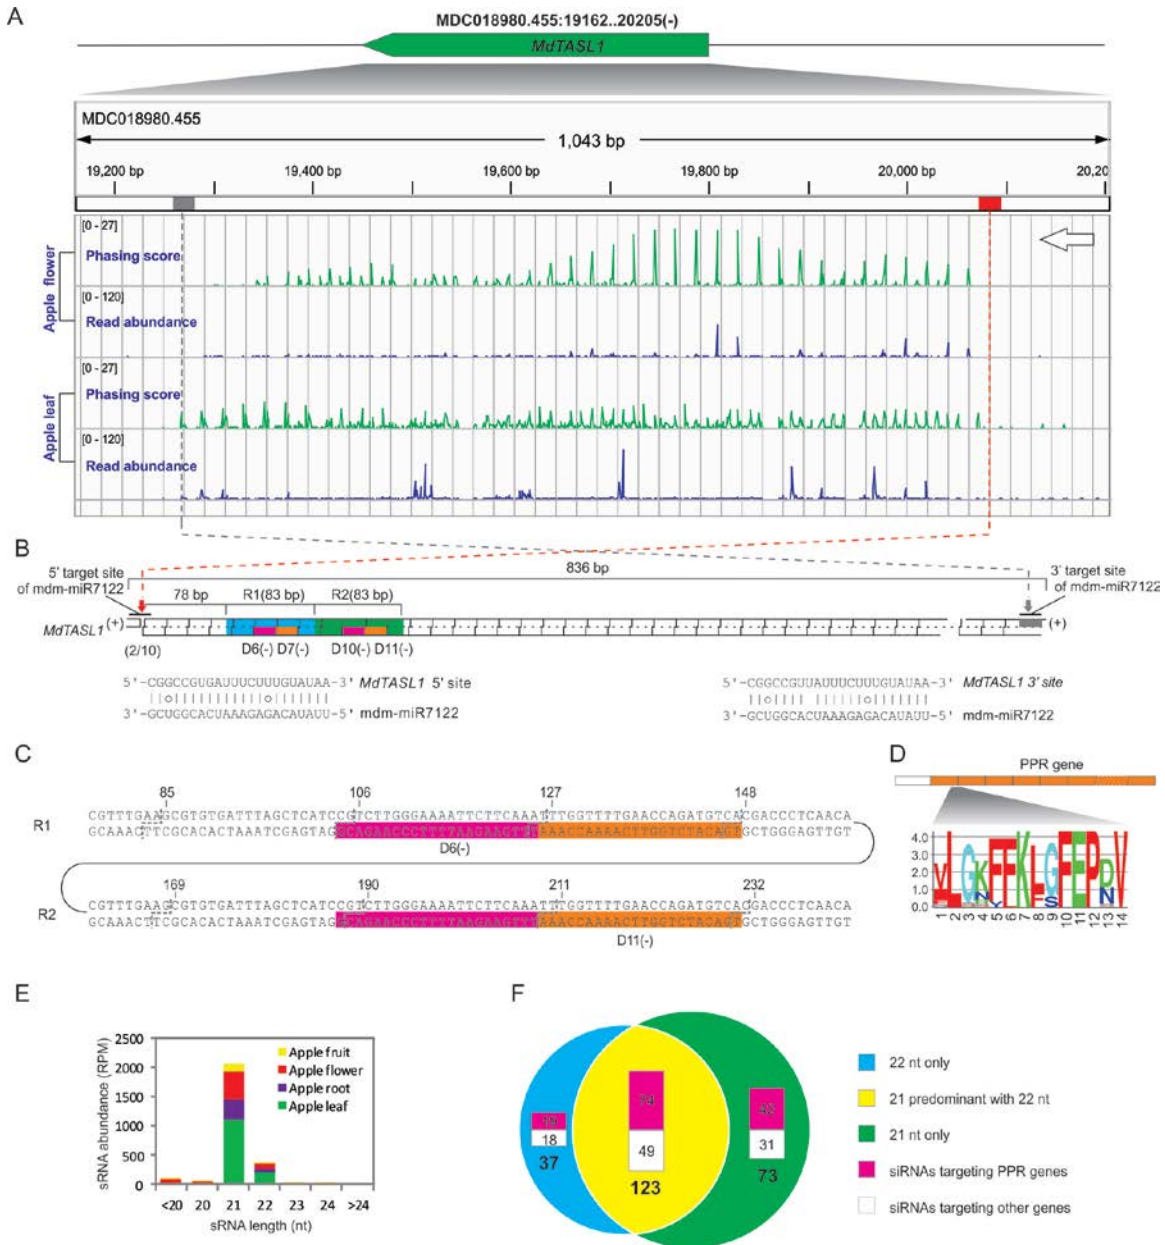 A
MDC018980.455:19162..20205(-)
MdTASL1
MDC018980.455
1,043 bp
19,200 bp 19,400 bp 19,600 bp 19,800 bp 20,000 bp 20,20
Apple flower
[0 - 27]
Phasing score
[0 - 120]
Read abundance
Apple leaf
[0 - 27]
Phasing score
[0 - 120]
Read abundance
B
5' target site
of mdm-miR7122
836 bp
3' target site
of mdm-miR7122
78 bp R1(83 bp) R2(83 bp)
MdTASL1 (+) (+)
(2/10) D6(-) D7(-) D10(-) D11(-)
5'-CGGCCGUGAUUUCUUUGUAUAA-3' MdTASL1 5' site
3'-GCUGGCACUAAAGAGACAUAUU-5' mdm-miR7122
5'-CGGCCGUUAUUUCUUUGUAUAA-3' MdTASL1 3' site
3'-GCUGGCACUAAAGAGACAUAUU-5' mdm-miR7122
C
85 106 127 148
R1
CGTTTGAAGCGTGTGATTTAGCTCATCCGTCTTGGGAAAATTCTTCAAATTTGGTTTTGAACCAGATGTCACGACCCTCAACA
GCAAACTTCGCACACTAAATCGAGTAGGCAGAACCCTTTTAAGAAGTTTAAACCAAAACTTGGTCTACAGTGCTGGGAGTTGT
D6(-)
169 190 211 232
R2
CGTTTGAAGCGTGTGATTTAGCTCATCCGTCTTGGGAAAATTCTTCAAATTTGGTTTTGAACCAGATGTCACGACCCTCAACA
GCAAACTTCGCACACTAAATCGAGTAGGCAGAACCCTTTTAAGAAGTTTAAACCAAAACTTGGTCTACAGTGCTGGGAGTTGT
D11(-)
D
PPR gene
4.0
3.0
2.0
1.0
0.0
1 2 3 4 5 6 7 8 9 10 11 12 13 14
E
sRNA abundance (RPM)
2500
2000
1500
1000
500
0
Apple fruit
Apple flower
Apple root
Apple leaf
<20 20 21 22 23 24 >24
sRNA length (nt)
F
19
18
37
74
49
123
42
31
73
22 nt only
21 predominant with 22 nt
21 nt only
siRNAs targeting PPR genes
siRNAs targeting other genes